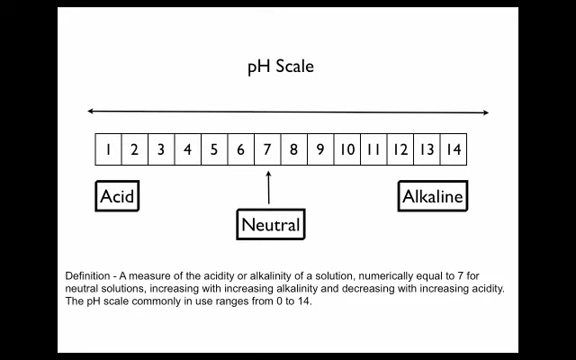 pH Scale
1 2 3 4 5 6 7 8 9 10 11 12 13 14
Acid
Alkaline
Neutral
Definition - A measure of the acidity or alkalinity of a solution, numerically equal to 7 for
neutral solutions, increasing with increasing alkalinity and decreasing with increasing acidity.
The pH scale commonly in use ranges from 0 to 14.